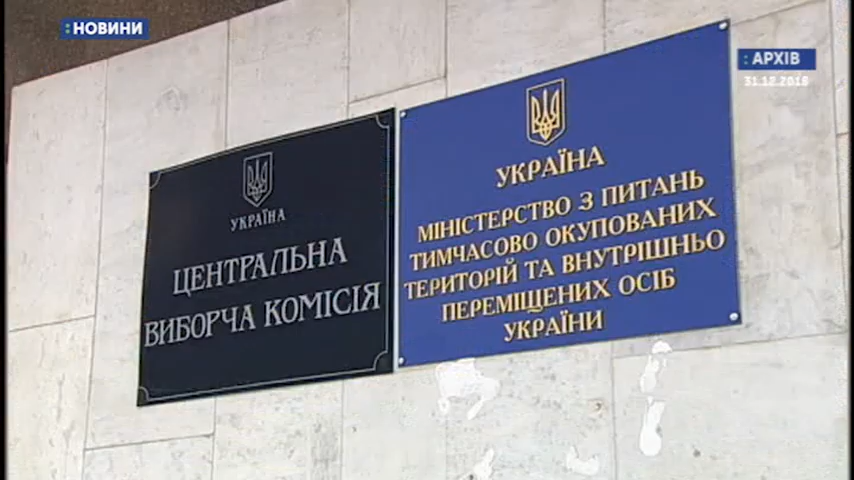 :НОВИНИ
:АРХІВ
31.12.2018
УКРАЇНА
ЦЕНТРАЛЬНА
ВИБОРЧА КОМІСІЯ
УКРАЇНА
МІНІСТЕРСТВО З ПИТАНЬ
ТИМЧАСОВО ОКУПОВАНИХ
ТЕРИТОРІЙ ТА ВНУТРІШНЬО
ПЕРЕМІЩЕНИХ ОСІБ
УКРАЇНИ